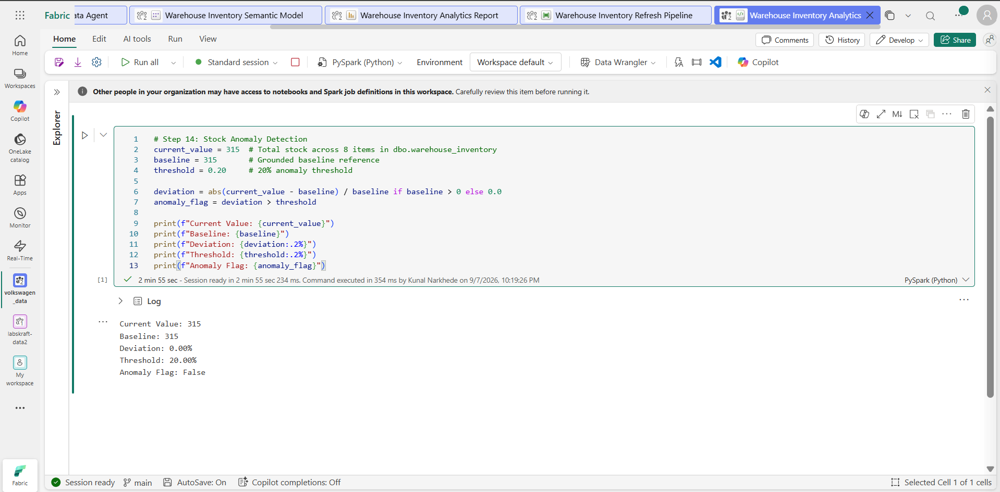 Fabric
ata Agent
Warehouse Inventory Semantic Model
Warehouse Inventory Analytics Report
Warehouse Inventory Refresh Pipeline
Warehouse Inventory Analytics
Home
Edit
AI tools
Run
View
Comments
History
Develop
Share
Run all
Standard session
PySpark (Python)
Environment
Workspace default
Data Wrangler
Copilot
Home
Workspaces
Copilot
OneLake
catalog
Apps
Monitor
Real-Time
volkswagen
_data
labskraft-
data2
My
workspace
Fabric
Explorer
Other people in your organization may have access to notebooks and Spark job definitions in this workspace. Carefully review this item before running it.
M↓
1 # Step 14: Stock Anomaly Detection
2 current_value = 315  # Total stock across 8 items in dbo.warehouse_inventory
3 baseline = 315       # Grounded baseline reference
4 threshold = 0.20     # 20% anomaly threshold
5
6 deviation = abs(current_value - baseline) / baseline if baseline > 0 else 0.0
7 anomaly_flag = deviation > threshold
8
9 print(f"Current Value: {current_value}")
10 print(f"Baseline: {baseline}")
11 print(f"Deviation: {deviation:.2%}")
12 print(f"Threshold: {threshold:.2%}")
13 print(f"Anomaly Flag: {anomaly_flag}")
[1]
2 min 55 sec - Session ready in 2 min 55 sec 234 ms. Command executed in 354 ms by Kunal Narkhede on 9/7/2026, 10:19:26 PM
PySpark (Python)
Log
Current Value: 315
Baseline: 315
Deviation: 0.00%
Threshold: 20.00%
Anomaly Flag: False
Session ready
main
AutoSave: On
Copilot completions: Off
Selected Cell 1 of 1 cells